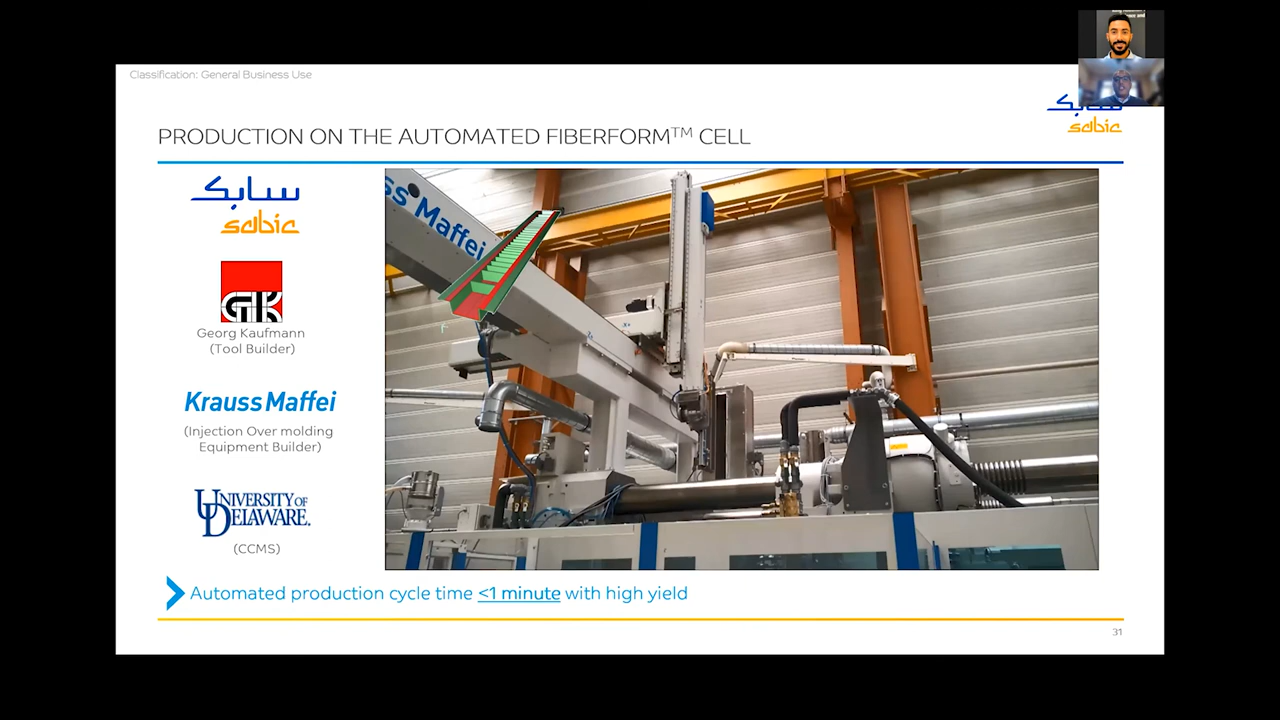 Classification: General Business Use
سابك
sabic
PRODUCTION ON THE AUTOMATED FIBERFORM™ CELL
سابك
sabic
GK
Georg Kaufmann
(Tool Builder)
Krauss Maffei
(Injection Over molding
Equipment Builder)
UNIVERSITY OF
DELAWARE.
(CCMS)
ss Maffei
Automated production cycle time <1 minute with high yield
31